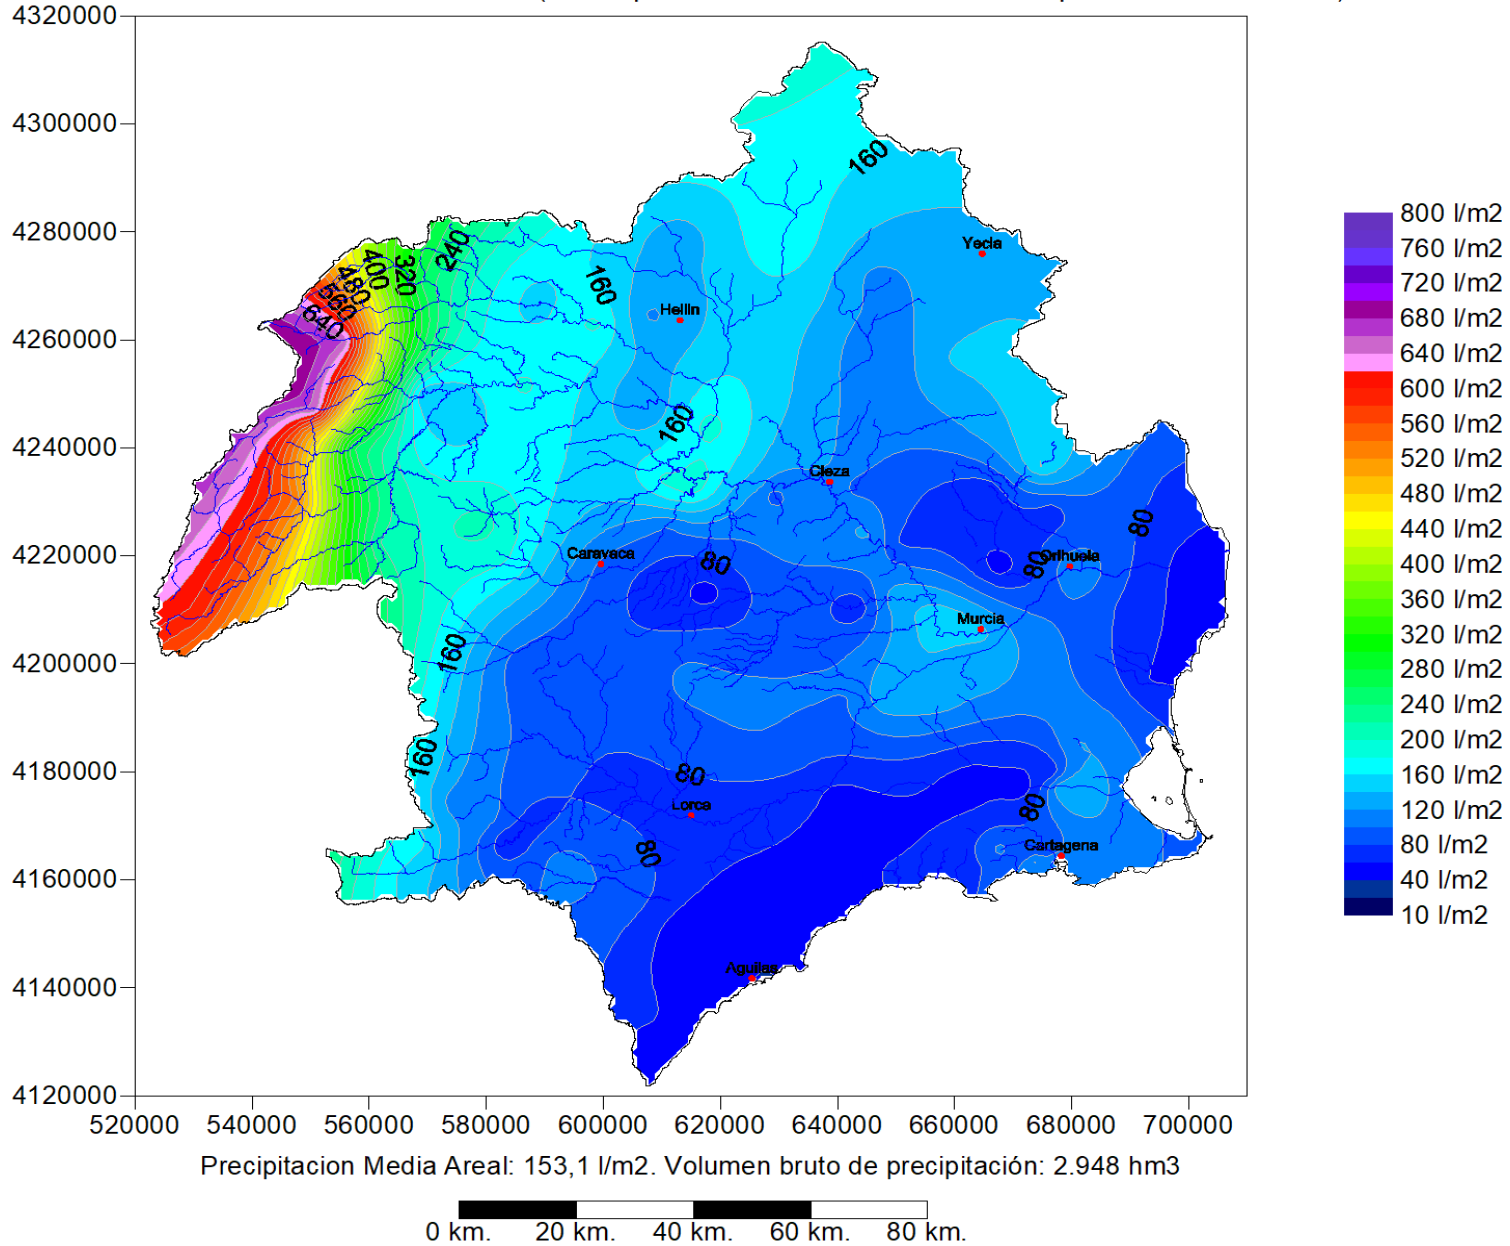 4320000
4300000
4280000
4260000
4240000
4220000
4200000
4180000
4160000
4140000
4120000
520000 540000 560000 580000 600000 620000 640000 660000 680000 700000
160
Yecla
240
400
320
480
560
640
160
Hellin
160
Cieza
80
Caravaca
80
80
Orihuela
Murcia
160
160
80
Lorca
80
80
Cartagena
Aguilas
800 l/m2
760 l/m2
720 l/m2
680 l/m2
640 l/m2
600 l/m2
560 l/m2
520 l/m2
480 l/m2
440 l/m2
400 l/m2
360 l/m2
320 l/m2
280 l/m2
240 l/m2
200 l/m2
160 l/m2
120 l/m2
80 l/m2
40 l/m2
10 l/m2
Precipitacion Media Areal: 153,1 l/m2. Volumen bruto de precipitación: 2.948 hm3
0 km. 20 km. 40 km. 60 km. 80 km.